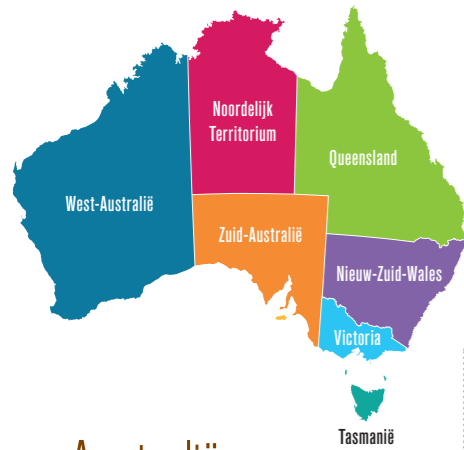 Noordelijk
Territorium
Queensland
West-Australië
Zuid-Australië
Nieuw-Zuid-Wales
Victoria
Tasmanië